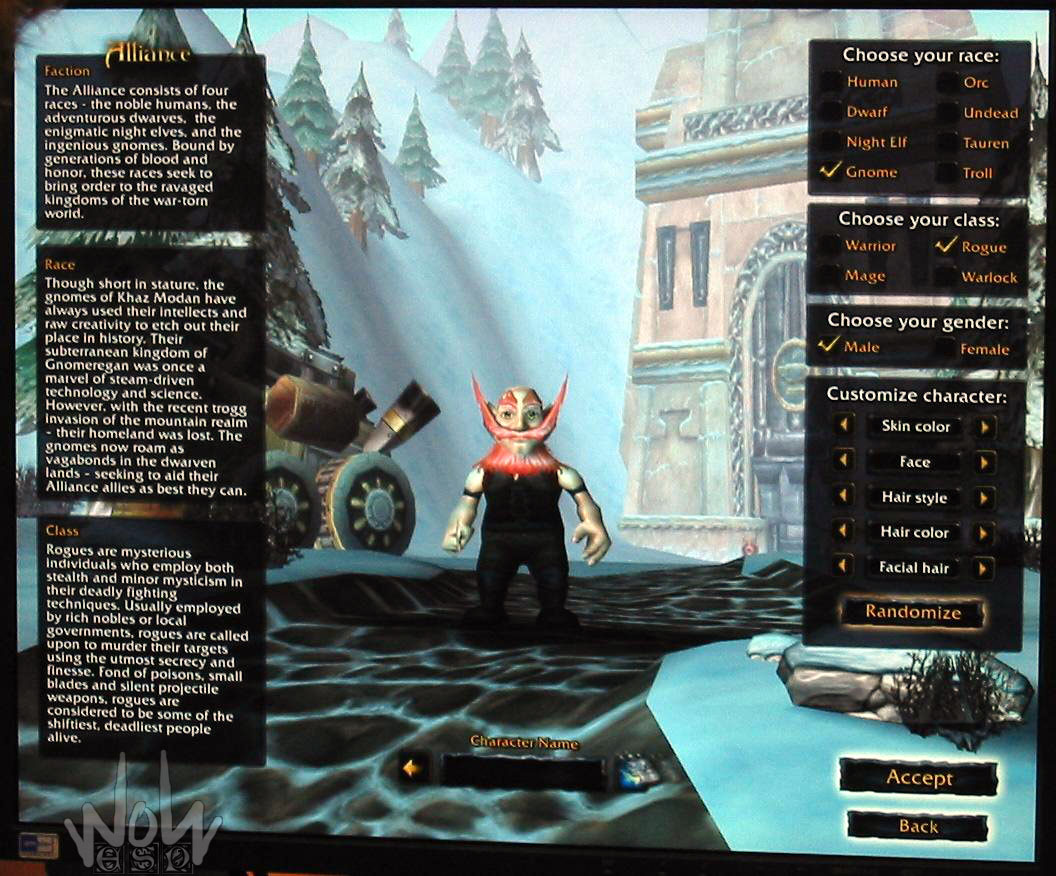 Alliance
Faction
The Alliance consists of four
races - the noble humans, the
adventurous dwarves, the
enigmatic night elves, and the
ingenious gnomes. Bound by
generations of blood and
honor, these races seek to
bring order to the ravaged
kingdoms of the war-torn
world.
Race
Though short in stature, the
gnomes of Khaz Modan have
always used their intellects and
raw creativity to etch out their
place in history. Their
subterranean kingdom of
Gnomeregan was once a
marvel of steam-driven
technology and science.
However, with the recent trogg
invasion of the mountain realm
- their homeland was lost. The
gnomes now roam as
vagabonds in the dwarven
lands - seeking to aid their
Alliance allies as best they can.
Class
Rogues are mysterious
individuals who employ both
stealth and minor mysticism in
their deadly fighting
techniques. Usually employed
by rich nobles or local
governments, rogues are called
upon to murder their targets
using the utmost secrecy and
finesse. Fond of poisons, small
blades and silent projectile
weapons, rogues are
considered to be some of the
shiftiest, deadliest people
alive.
Choose your race:
Human Orc
Dwarf Undead
Night Elf Tauren
Gnome Troll
Choose your class:
Warrior Rogue
Mage Warlock
Choose your gender:
Male Female
Customize character:
Skin color
Face
Hair style
Hair color
Facial hair
Randomize
Character Name
Accept
Back
WoW
esn